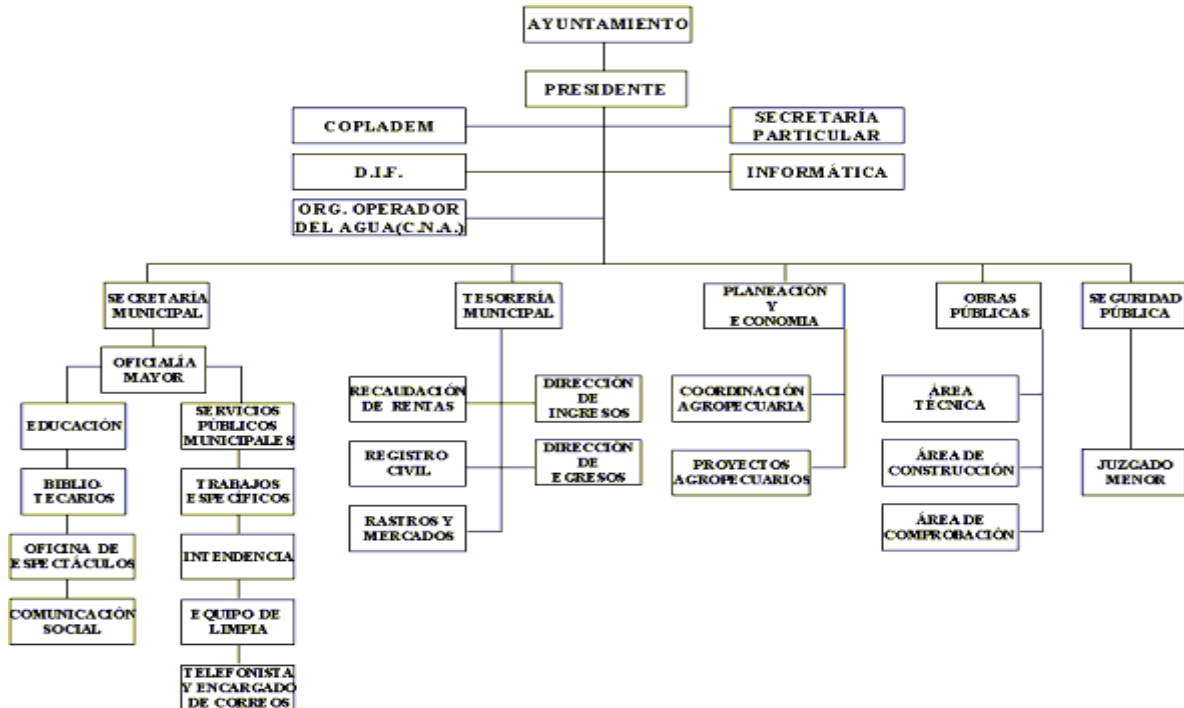 AYUNTAMIENTO
PRESIDENTE
COPLADEM
SECRETARÍA
PARTICULAR
D.I.F.
INFORMÁTICA
ORG. OPERADOR
DEL AGUA(C.N.A.)
SECRETARÍA
MUNICIPAL
TESORERÍA
MUNICIPAL
PLANEACIÓN
Y
ECONOMIA
OBRAS
PÚBLICAS
SEGURIDAD
PÚBLICA
OFICIALÍA
MAYOR
EDUCACIÓN
SERVICIOS
PÚBLICOS
MUNICIPALES
BIBLIO-
TECARIOS
TRABAJOS
ESPECÍFICOS
OFICINA DE
ESPECTÁCULOS
INTENDENCIA
COMUNICACIÓN
SOCIAL
EQUIPO DE
LIMPIA
TELEFONISTA
Y ENCARGADO
DE CORREOS
RECAUDACIÓN
DE RENTAS
DIRECCIÓN
DE
INGRESOS
REGISTRO
CIVIL
DIRECCIÓN
DE
EGRESOS
RASTROS Y
MERCADOS
COORDINACIÓN
AGROPECUARIA
PROYECTOS
AGROPECUARIOS
ÁREA
TÉCNICA
ÁREA DE
CONSTRUCCIÓN
ÁREA DE
COMPROBACIÓN
JUZGADO
MENOR